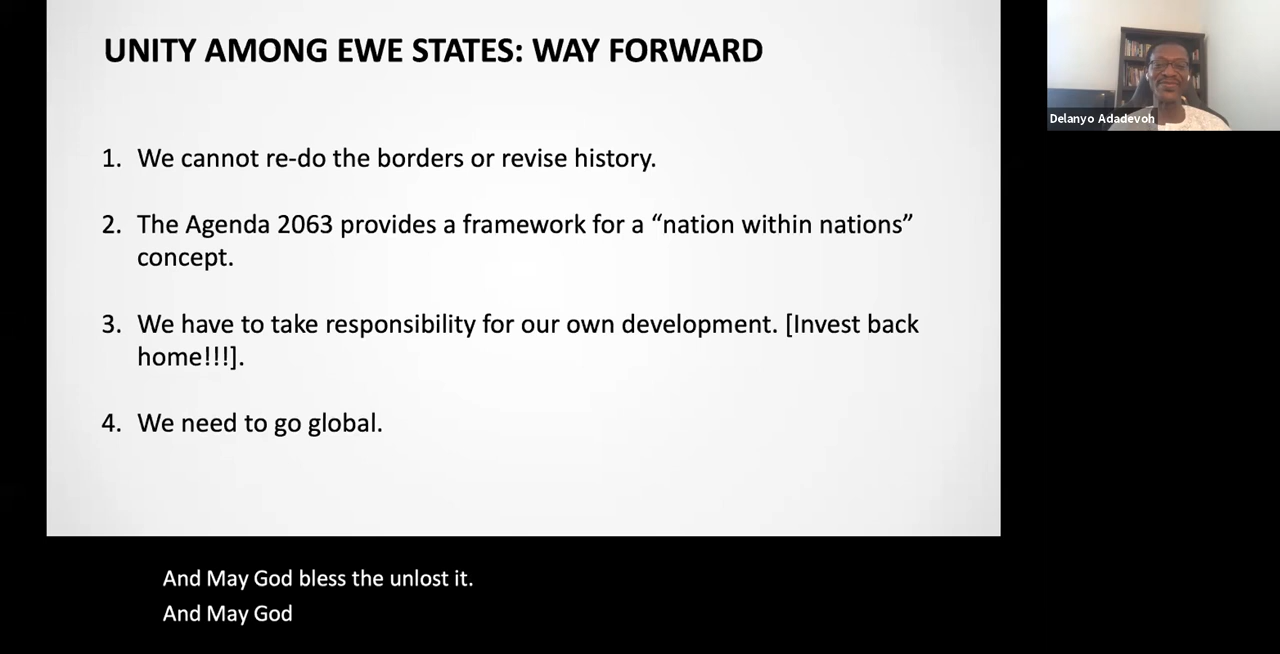 UNITY AMONG EWE STATES: WAY FORWARD
Delanyo Adadevoh
1. We cannot re-do the borders or revise history.
2. The Agenda 2063 provides a framework for a “nation within nations”
concept.
3. We have to take responsibility for our own development. [Invest back
home!!!].
4. We need to go global.
And May God bless the unlost it.
And May God